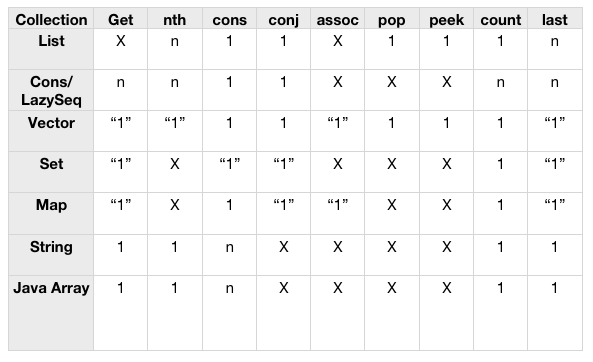 Collection Get nth cons conj assoc pop peek count last
List X n 1 1 X 1 1 1 n
Cons/
LazySeq n n 1 1 X X X n n
Vector “1” “1” 1 1 “1” 1 1 1 “1”
Set “1” X “1” “1” X X X 1 “1”
Map “1” X 1 “1” “1” X X 1 “1”
String 1 1 n X X X X 1 1
Java Array 1 1 n X X X X 1 1